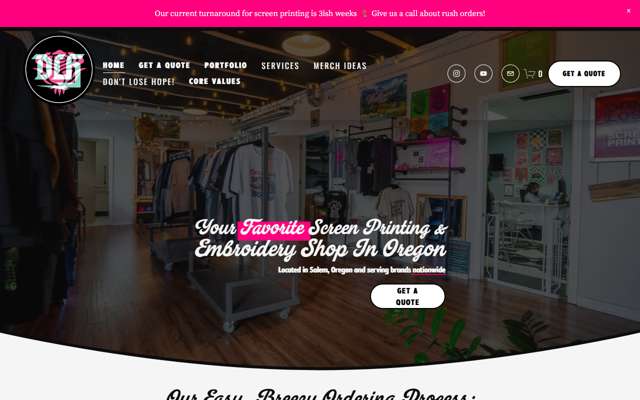 Our current turnaround for screen printing is 3ish weeks 💈 Give us a call about rush orders!
×
DLH
HOME GET A QUOTE PORTFOLIO SERVICES MERCH IDEAS
DON'T LOSE HOPE! CORE VALUES
0
GET A QUOTE
Your Favorite Screen Printing &
Embroidery Shop In Oregon
Located in Salem, Oregon and serving brands nationwide
GET A
QUOTE
Our Easy, Breezy Ordering Process: